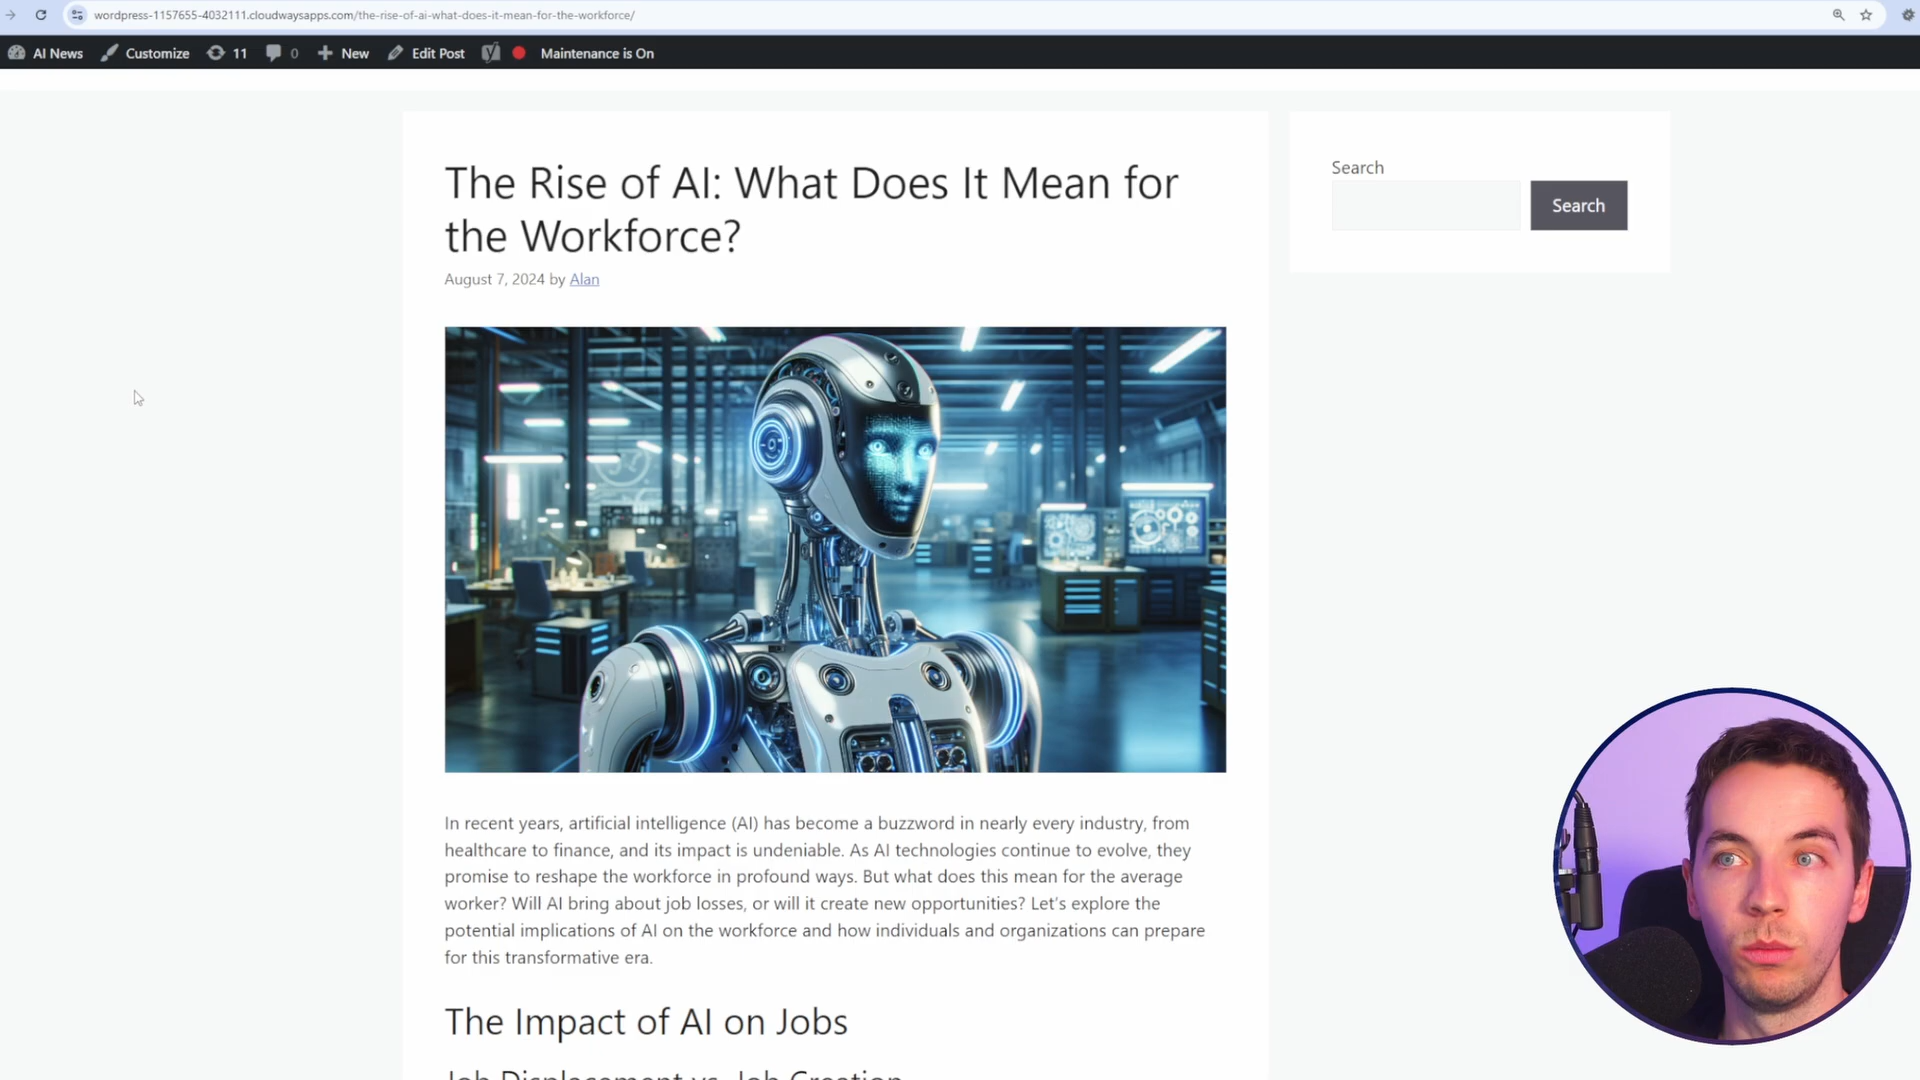 wordpress-1157655-4032111.cloudwaysapps.com/the-rise-of-ai-what-does-it-mean-for-the-workforce/
AI News Customize 11 0 New Edit Post Maintenance is On
The Rise of AI: What Does It Mean for
the Workforce?
August 7, 2024 by Alan
Search
Search
In recent years, artificial intelligence (AI) has become a buzzword in nearly every industry, from
healthcare to finance, and its impact is undeniable. As AI technologies continue to evolve, they
promise to reshape the workforce in profound ways. But what does this mean for the average
worker? Will AI bring about job losses, or will it create new opportunities? Let's explore the
potential implications of AI on the workforce and how individuals and organizations can prepare
for this transformative era.
The Impact of AI on Jobs
Job Displacement vs. Job Creation